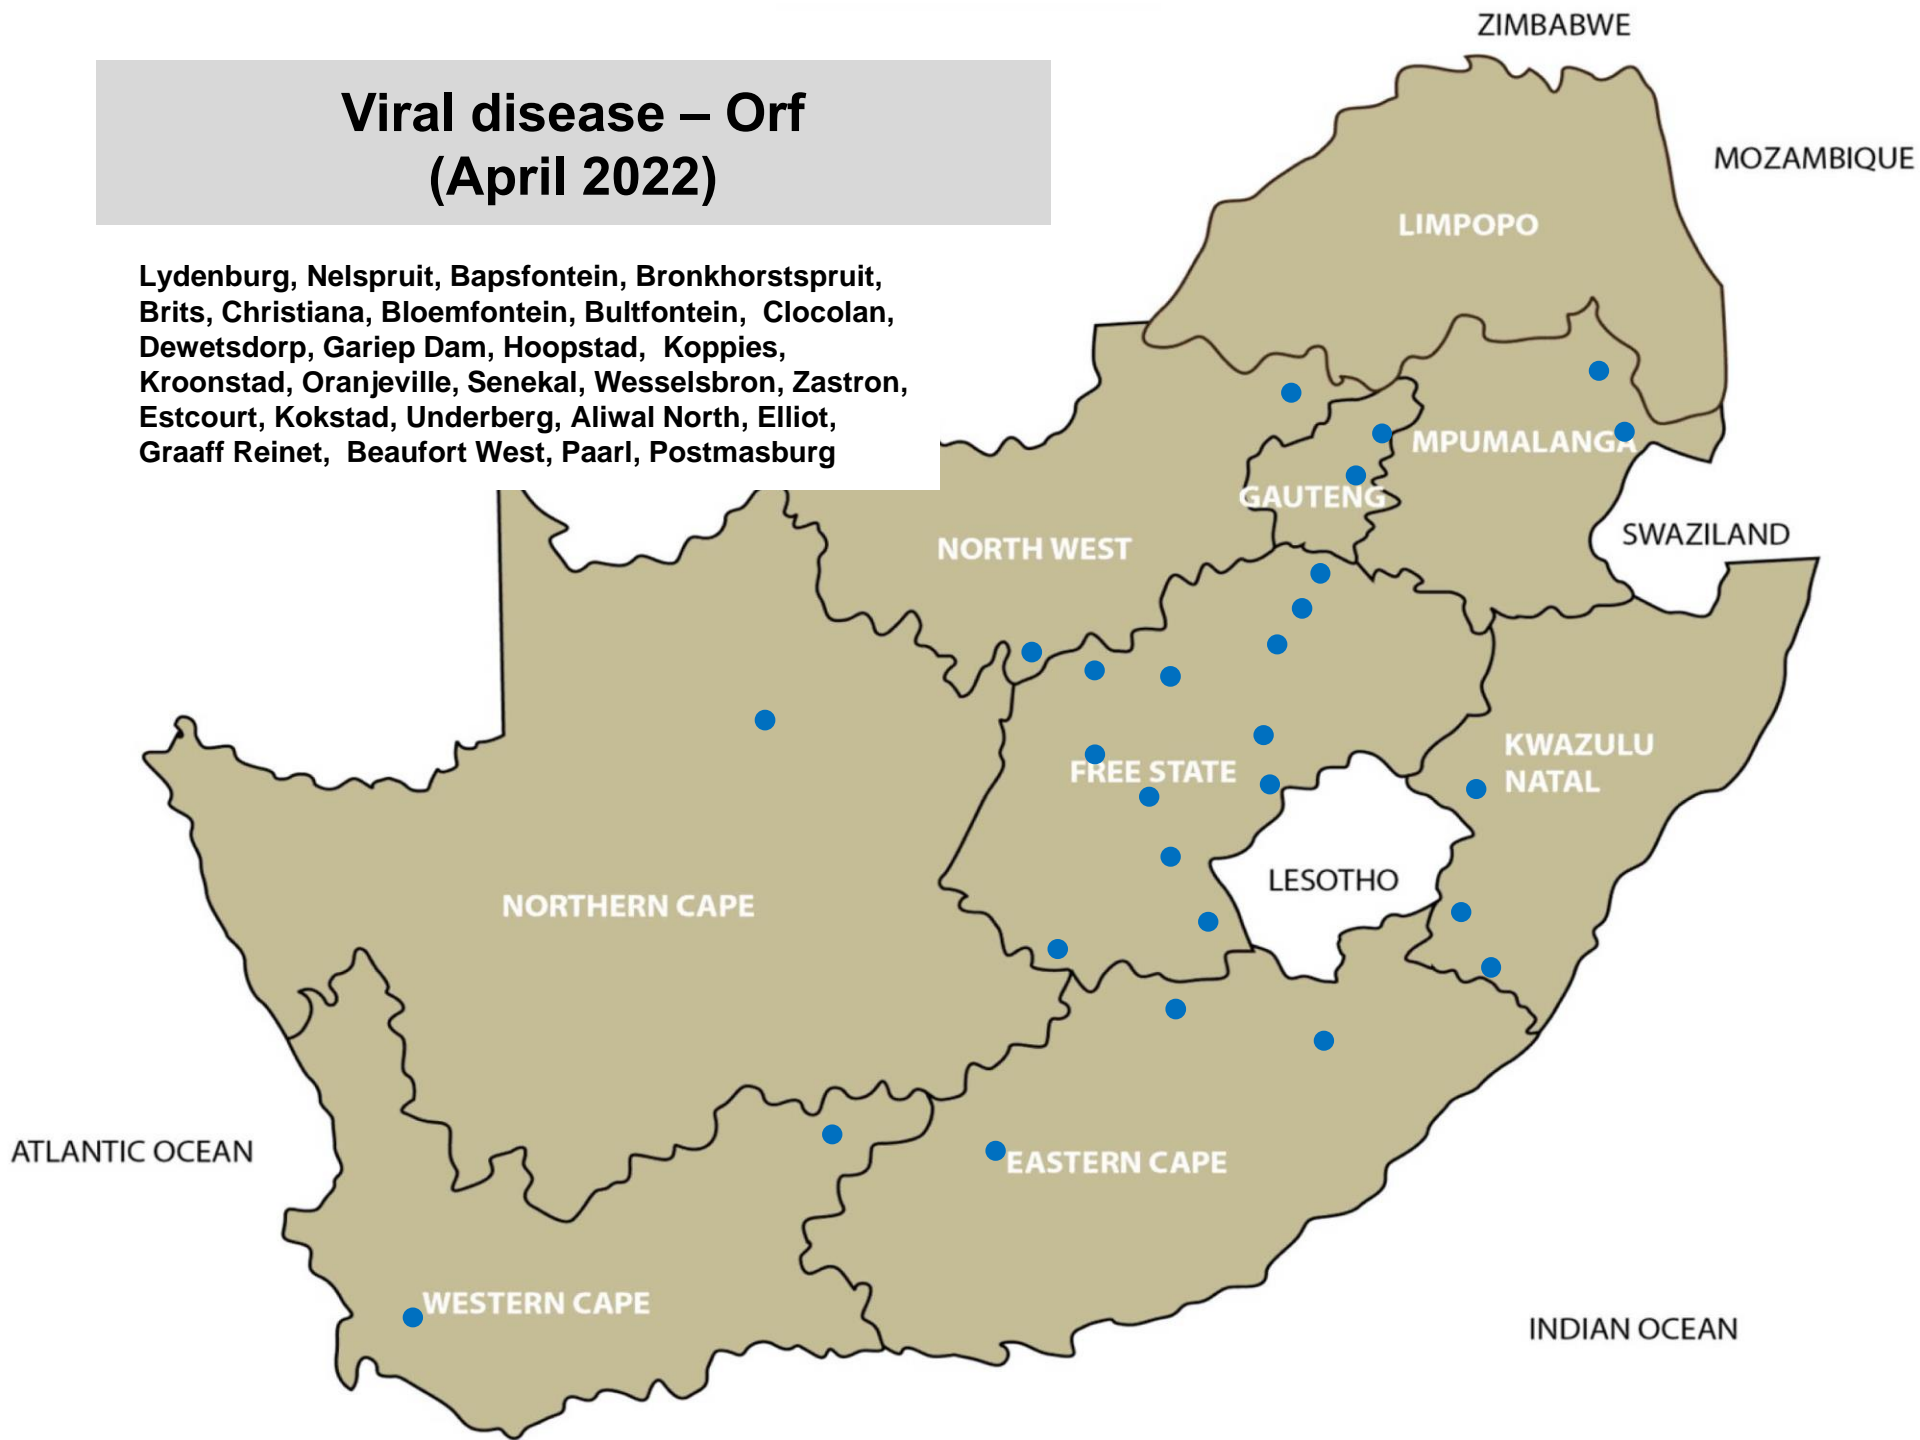 ZIMBABWE
Viral disease – Orf
(April 2022)
MOZAMBIQUE
LIMPOPO
Lydenburg, Nelspruit, Bapsfontein, Bronkhorstspruit,
Brits, Christiana, Bloemfontein, Bultfontein,  Clocolan,
Dewetsdorp, Gariep Dam, Hoopstad,  Koppies,
Kroonstad, Oranjeville, Senekal, Wesselsbron, Zastron,
Estcourt, Kokstad, Underberg, Aliwal North, Elliot,
Graaff Reinet,  Beaufort West, Paarl, Postmasburg
MPUMALANGA
GAUTENG
SWAZILAND
NORTH WEST
KWAZULU
NATAL
FREE STATE
LESOTHO
NORTHERN CAPE
ATLANTIC OCEAN
EASTERN CAPE
WESTERN CAPE
INDIAN OCEAN